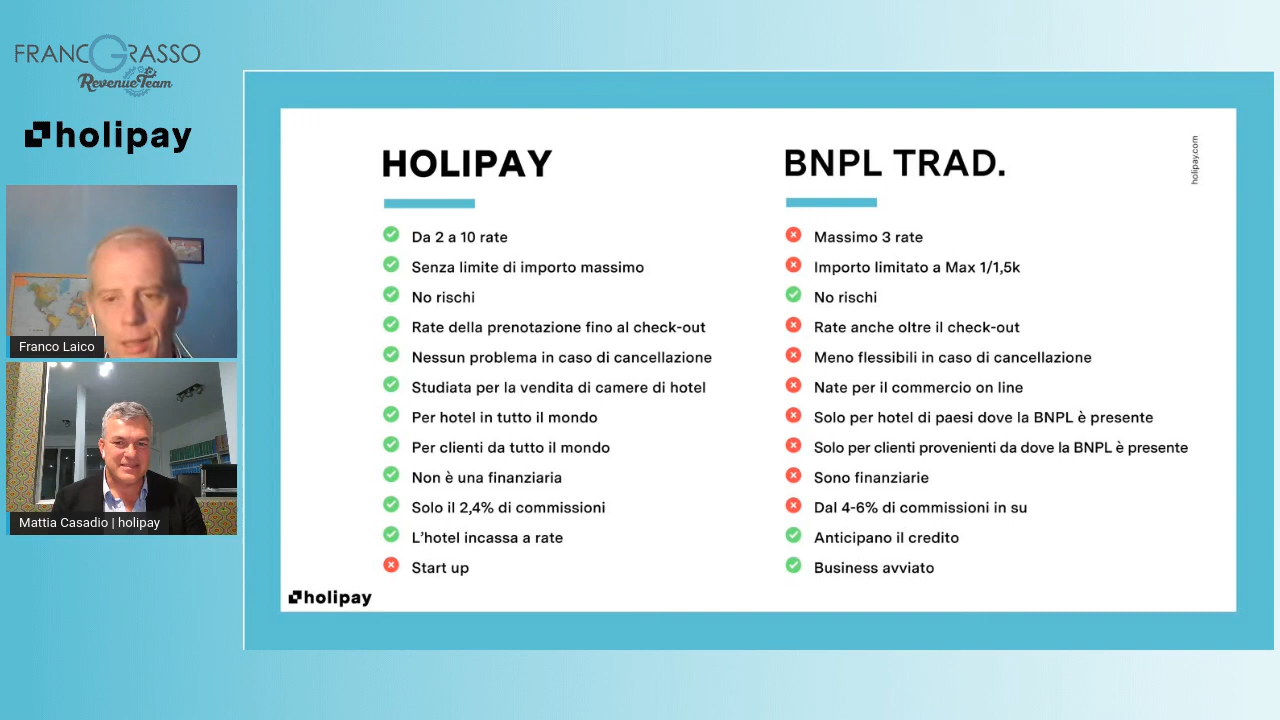 FRANCOGRASSO
RevenueTeam
holipay
Franco Laico
Mattia Casadio | holipay
HOLIPAY
Da 2 a 10 rate
Senza limite di importo massimo
No rischi
Rate della prenotazione fino al check-out
Nessun problema in caso di cancellazione
Studiata per la vendita di camere di hotel
Per hotel in tutto il mondo
Per clienti da tutto il mondo
Non è una finanziaria
Solo il 2,4% di commissioni
L'hotel incassa a rate
Start up
BNPL TRAD.
Massimo 3 rate
Importo limitato a Max 1/1,5k
No rischi
Rate anche oltre il check-out
Meno flessibili in caso di cancellazione
Nate per il commercio on line
Solo per hotel di paesi dove la BNPL è presente
Solo per clienti provenienti da dove la BNPL è presente
Sono finanziarie
Dal 4-6% di commissioni in su
Anticipano il credito
Business avviato
holipay.com
holipay